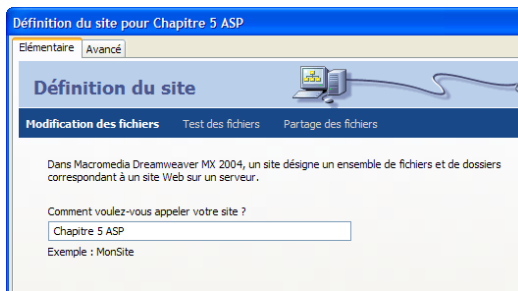 Définition du site pour Chapitre 5 ASP
Elémentaire Avancé
Définition du site
Modification des fichiers Test des fichiers Partage des fichiers
Dans Macromedia Dreamweaver MX 2004, un site désigne un ensemble de fichiers et de dossiers
correspondant à un site Web sur un serveur.
Comment voulez-vous appeler votre site ?
Chapitre 5 ASP
Exemple : MonSite